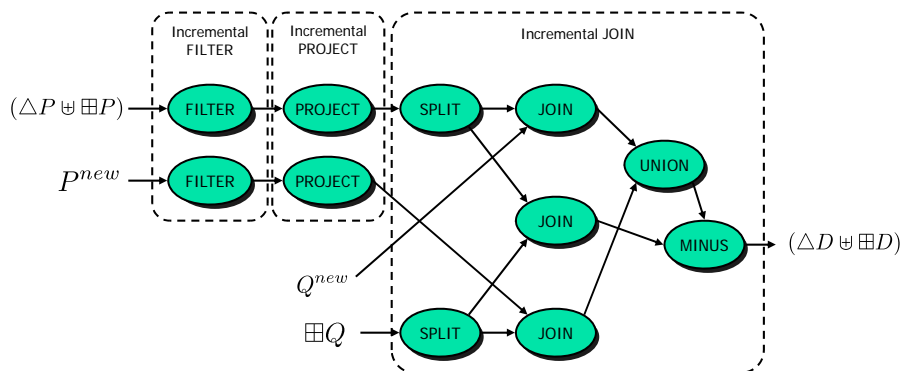 Incremental
FILTER
Incremental
PROJECT
Incremental JOIN
(△P ⊎ ⊞P)
FILTER
PROJECT
SPLIT
JOIN
P^{new}
FILTER
PROJECT
UNION
JOIN
MINUS
(△D ⊎ ⊞D)
Q^{new}
⊞Q
SPLIT
JOIN